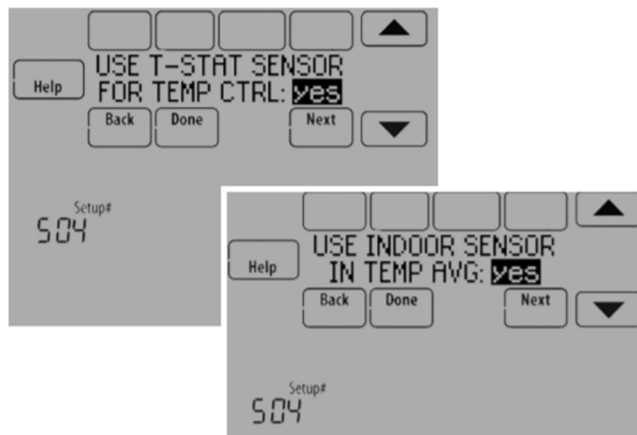 USE T-STAT SENSOR
FOR TEMP CTRL: yes
Help
Back Done Next
Setup#
504
USE INDOOR SENSOR
IN TEMP AVG: yes
Help
Back Done Next
Setup#
504